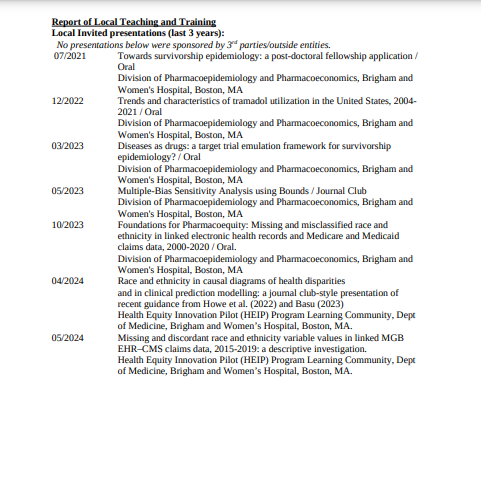 Report of Local Teaching and Training
Local Invited presentations (last 3 years):
No presentations below were sponsored by 3rd parties/outside entities.
07/2021 Towards survivorship epidemiology: a post-doctoral fellowship application /
Oral
Division of Pharmacoepidemiology and Pharmacoeconomics, Brigham and
Women's Hospital, Boston, MA
12/2022 Trends and characteristics of tramadol utilization in the United States, 2004-
2021 / Oral
Division of Pharmacoepidemiology and Pharmacoeconomics, Brigham and
Women's Hospital, Boston, MA
03/2023 Diseases as drugs: a target trial emulation framework for survivorship
epidemiology? / Oral
Division of Pharmacoepidemiology and Pharmacoeconomics, Brigham and
Women's Hospital, Boston, MA
05/2023 Multiple-Bias Sensitivity Analysis using Bounds / Journal Club
Division of Pharmacoepidemiology and Pharmacoeconomics, Brigham and
Women's Hospital, Boston, MA
10/2023 Foundations for Pharmacoequity: Missing and misclassified race and
ethnicity in linked electronic health records and Medicare and Medicaid
claims data, 2000-2020 / Oral.
Division of Pharmacoepidemiology and Pharmacoeconomics, Brigham and
Women's Hospital, Boston, MA
04/2024 Race and ethnicity in causal diagrams of health disparities
and in clinical prediction modelling: a journal club-style presentation of
recent guidance from Howe et al. (2022) and Basu (2023)
Health Equity Innovation Pilot (HEIP) Program Learning Community, Dept
of Medicine, Brigham and Women’s Hospital, Boston, MA.
05/2024 Missing and discordant race and ethnicity variable values in linked MGB
EHR–CMS claims data, 2015-2019: a descriptive investigation.
Health Equity Innovation Pilot (HEIP) Program Learning Community, Dept
of Medicine, Brigham and Women’s Hospital, Boston, MA.